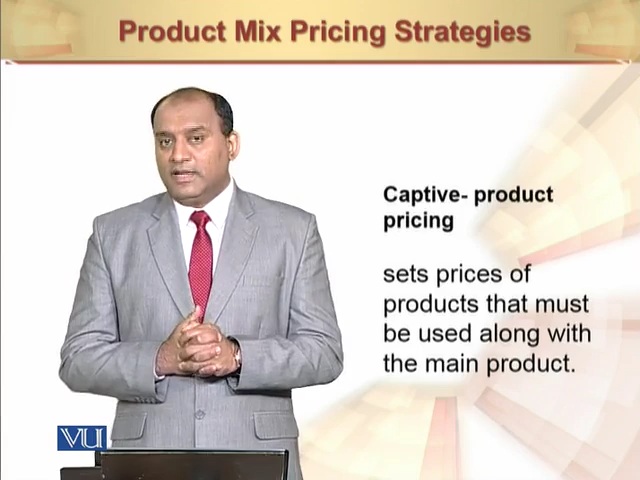 Product Mix Pricing Strategies
Captive- product
pricing
sets prices of
products that must
be used along with
the main product.
VU